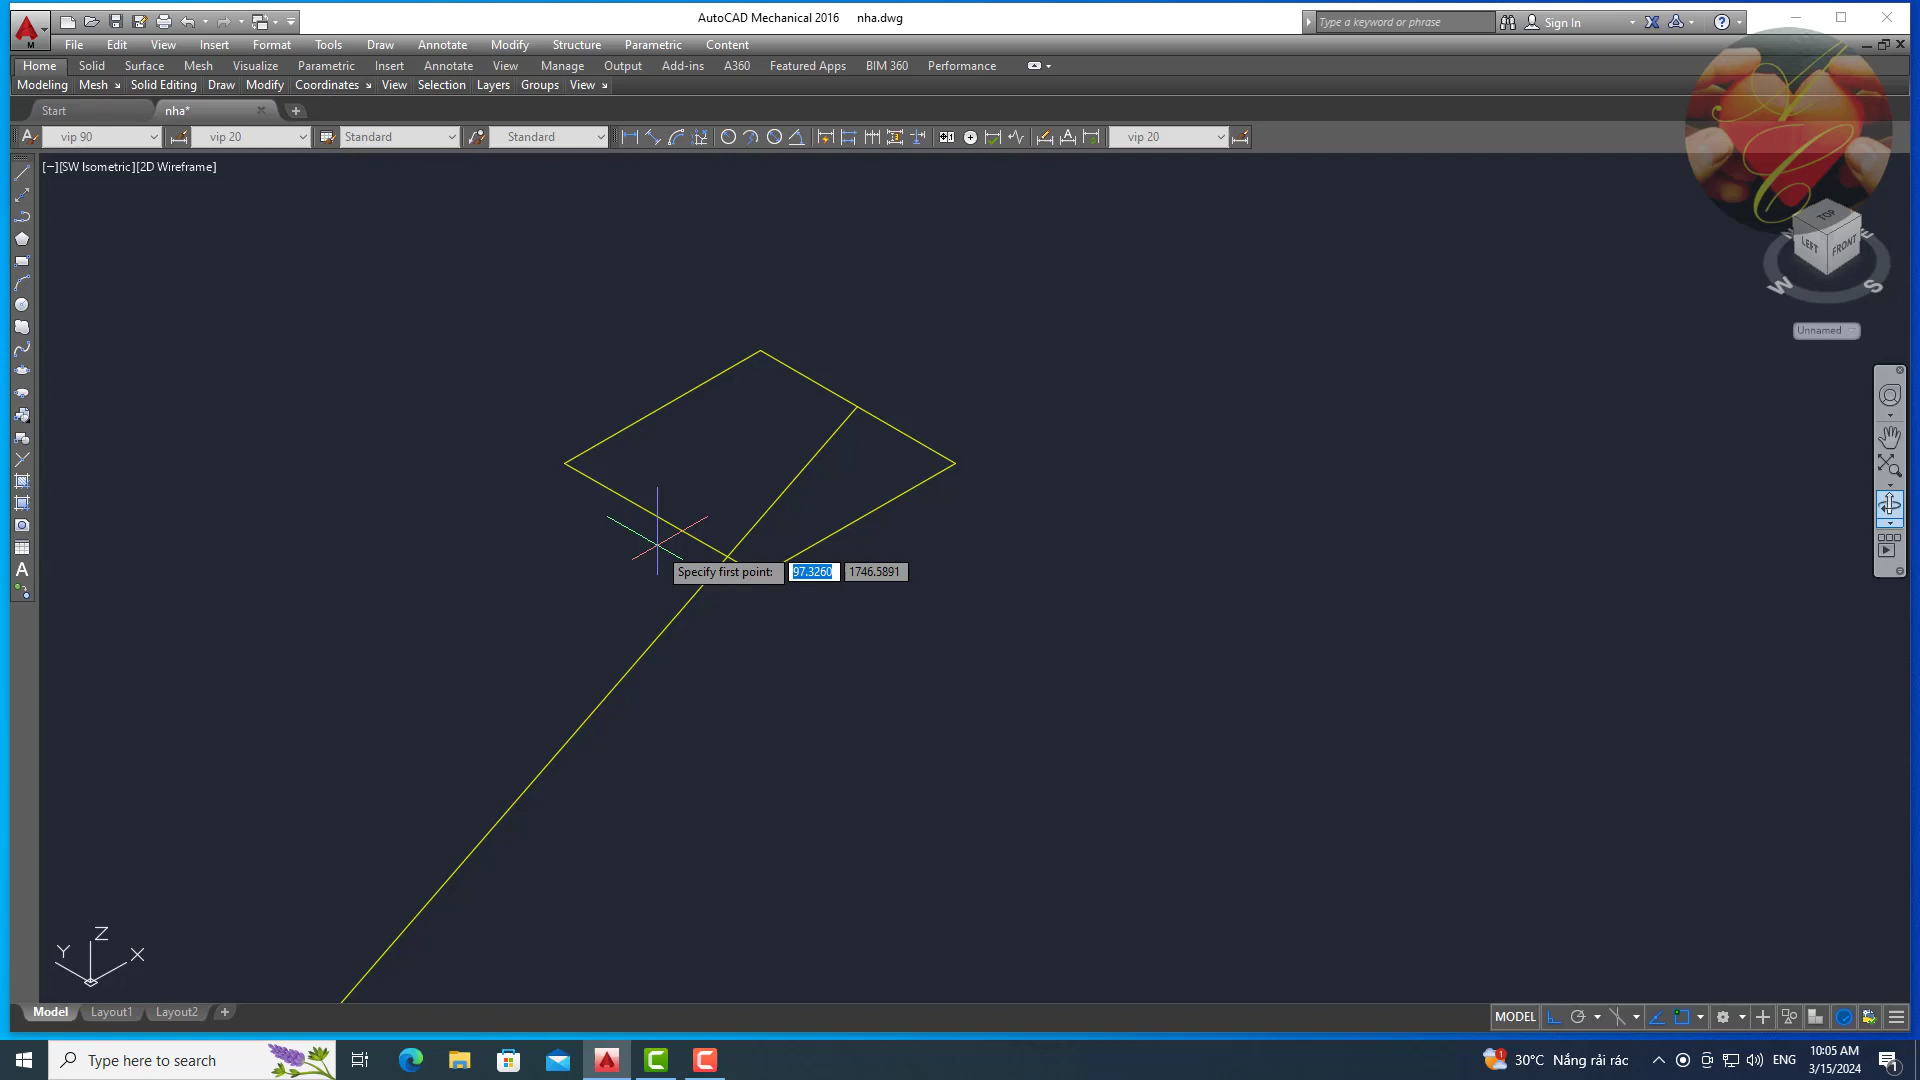 AutoCAD Mechanical 2016 nha.dwg
Type a keyword or phrase
Sign In
M
File Edit View Insert Format Tools Draw Annotate Modify Structure Parametric Content
Home Solid Surface Mesh Visualize Parametric Insert Annotate View Manage Output Add-ins A360 Featured Apps BIM 360 Performance
Modeling Mesh Solid Editing Draw Modify Coordinates View Selection Layers Groups View
Start nha*
vip 90 vip 20 Standard Standard vip 20
[−][SW Isometric][2D Wireframe]
TOP
LEFT FRONT
W S
Unnamed
Specify first point: 97.3260 1746.5891
A
Z
Y X
Model Layout1 Layout2
MODEL
Type here to search
30°C Nắng rải rác
ENG
10:05 AM
3/15/2024